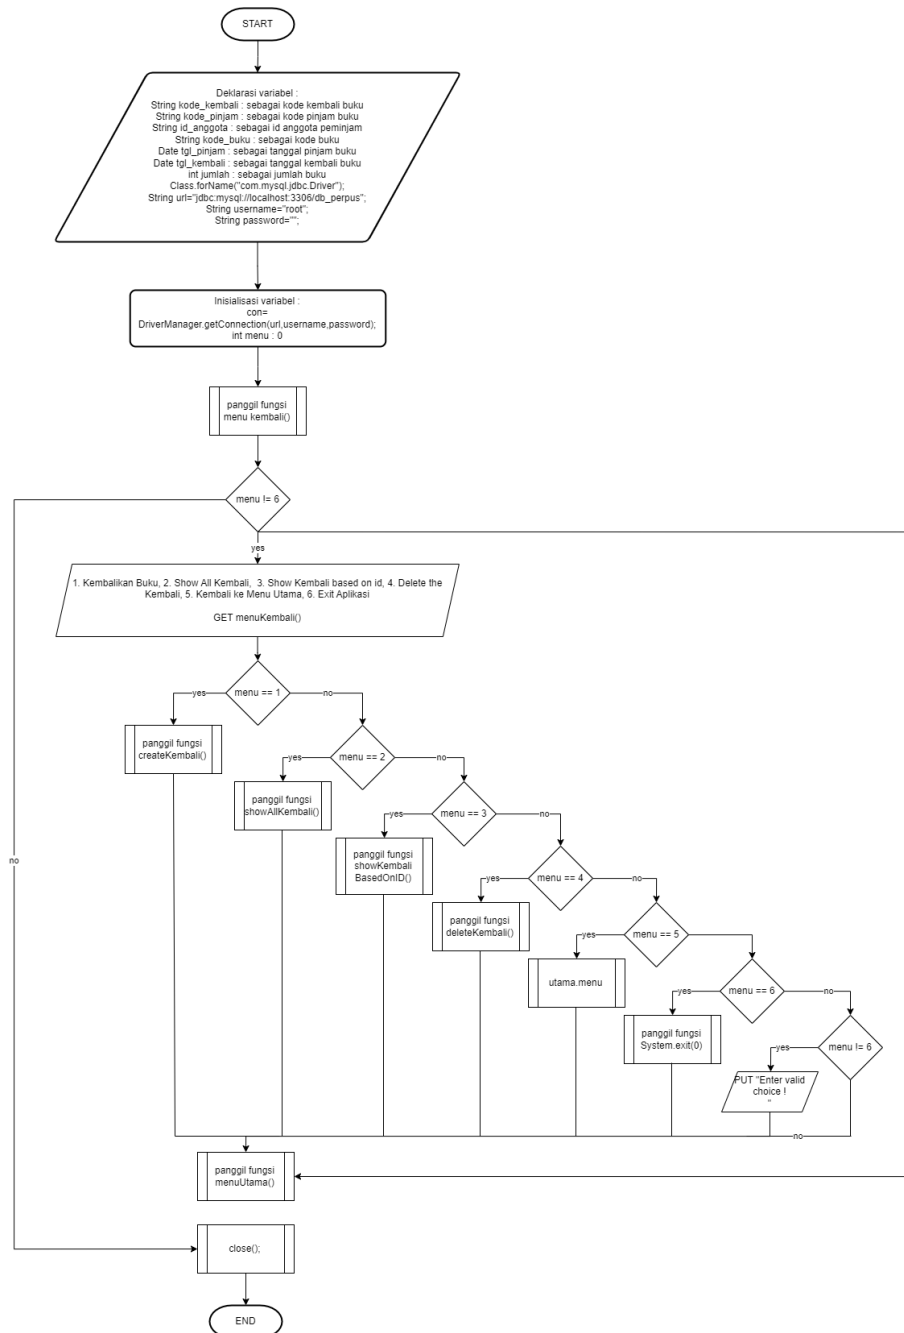 START
Deklarasi variabel :
String kode_kembali : sebagai kode kembali buku
String kode_pinjam : sebagai kode pinjam buku
String id_anggota : sebagai id anggota peminjam
String kode_buku : sebagai kode buku
Date tgl_pinjam : sebagai tanggal pinjam buku
Date tgl_kembali : sebagai tanggal kembali buku
int jumlah : sebagai jumlah buku
Class.forName("com.mysql.jdbc.Driver");
String url="jdbc:mysql://localhost:3306/db_perpus";
String username="root";
String password="";
Inisialisasi variabel :
con=
DriverManager.getConnection(url,username,password);
int menu : 0
panggil fungsi
menu kembali()
menu != 6
yes
1. Kembalikan Buku, 2. Show All Kembali, 3. Show Kembali based on id, 4. Delete the
Kembali, 5. Kembali ke Menu Utama, 6. Exit Aplikasi
GET menuKembali()
yes
menu == 1
no
panggil fungsi
createKembali()
yes
menu == 2
no
panggil fungsi
showAllKembali()
yes
menu == 3
no
panggil fungsi
showKembali
BasedOnID()
no
yes
menu == 4
no
panggil fungsi
deleteKembali()
yes
menu == 5
no
utama.menu
yes
menu == 6
no
panggil fungsi
System.exit(0)
yes
menu != 6
PUT "Enter valid
choice !
"
no
panggil fungsi
menuUtama()
close();
END